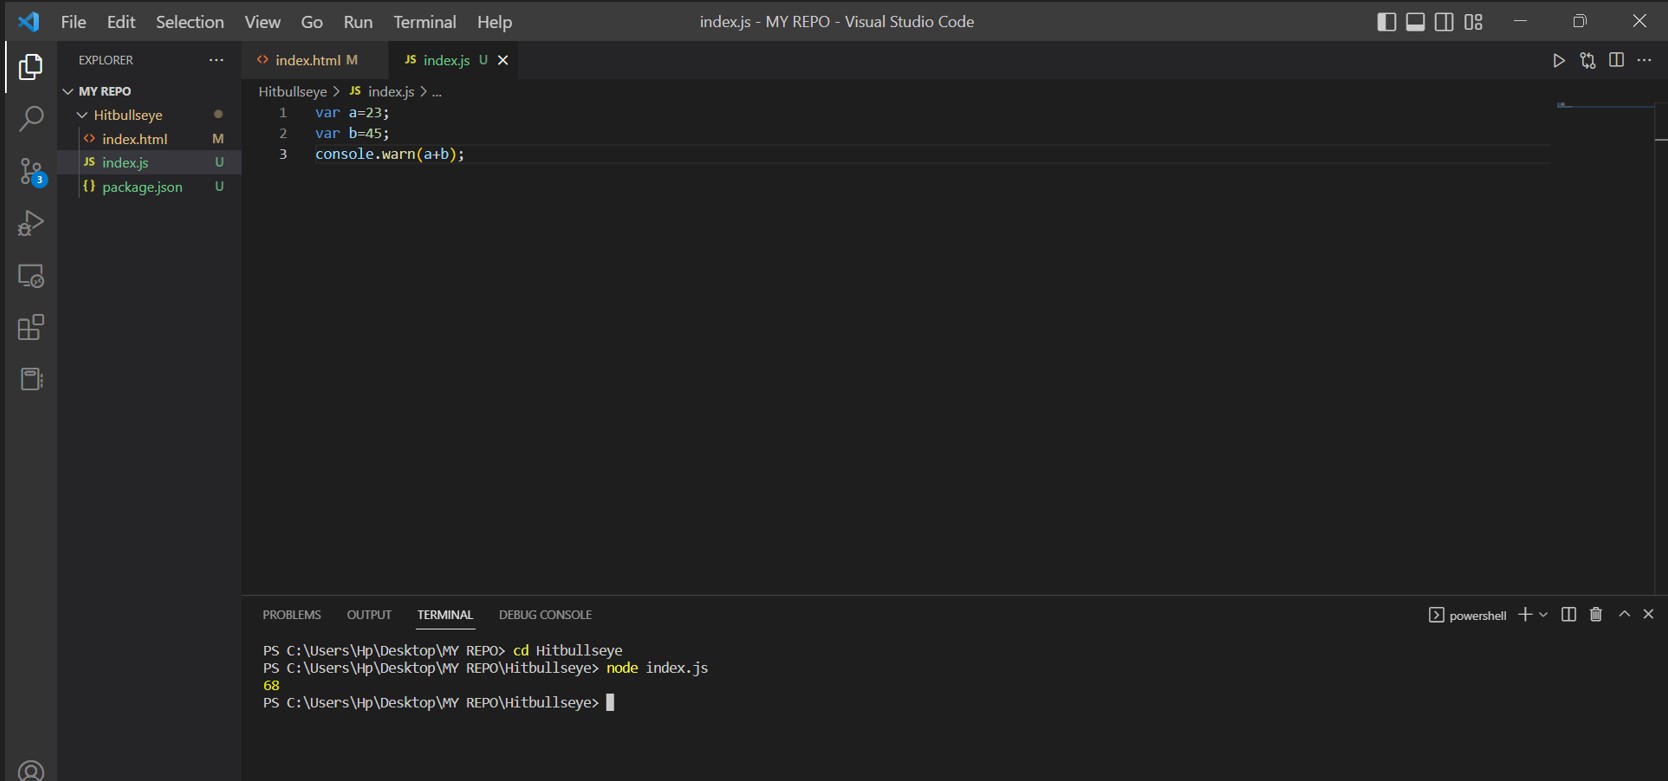 File Edit Selection View Go Run Terminal Help index.js - MY REPO - Visual Studio Code
EXPLORER ...
<> index.html M JS index.js U
MY REPO
Hitbullseye
<> index.html M
JS index.js U
{} package.json U
3
Hitbullseye > JS index.js > ...
1 var a=23;
2 var b=45;
3 console.warn(a+b);
PROBLEMS OUTPUT TERMINAL DEBUG CONSOLE powershell
PS C:\Users\Hp\Desktop\MY REPO> cd Hitbullseye
PS C:\Users\Hp\Desktop\MY REPO\Hitbullseye> node index.js
68
PS C:\Users\Hp\Desktop\MY REPO\Hitbullseye>